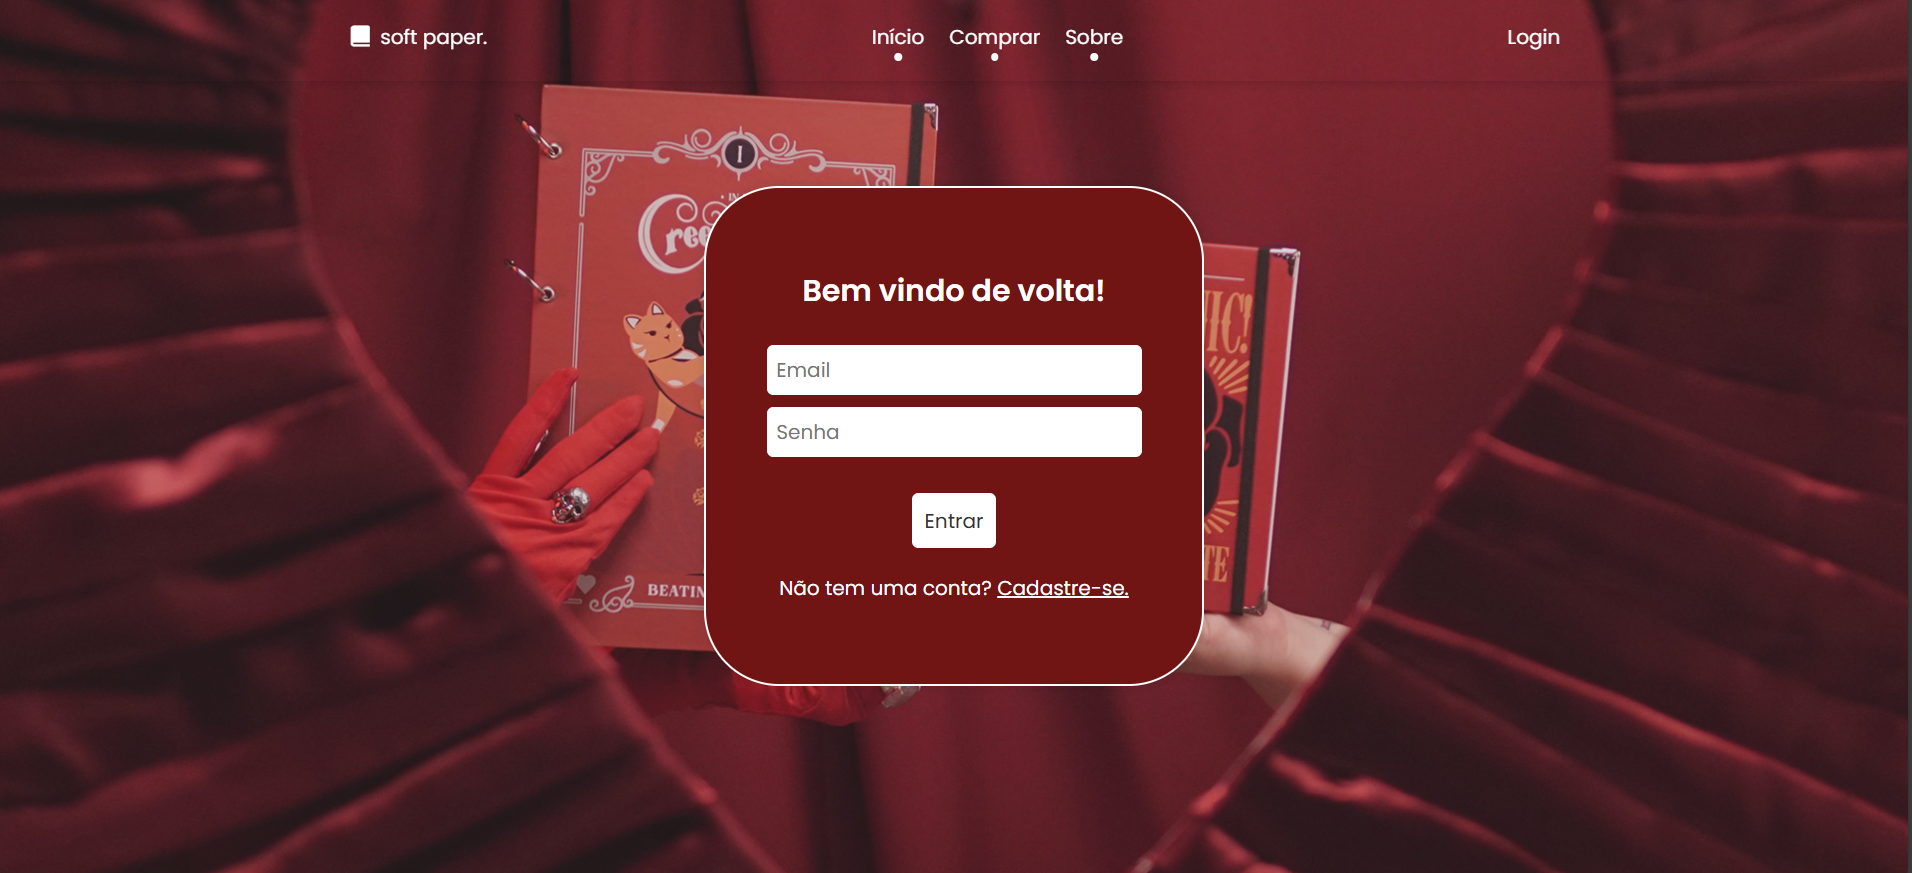 soft paper.
Início Comprar Sobre
Login
I
Bem vindo de volta!
Email
Senha
Entrar
Não tem uma conta? Cadastre-se.